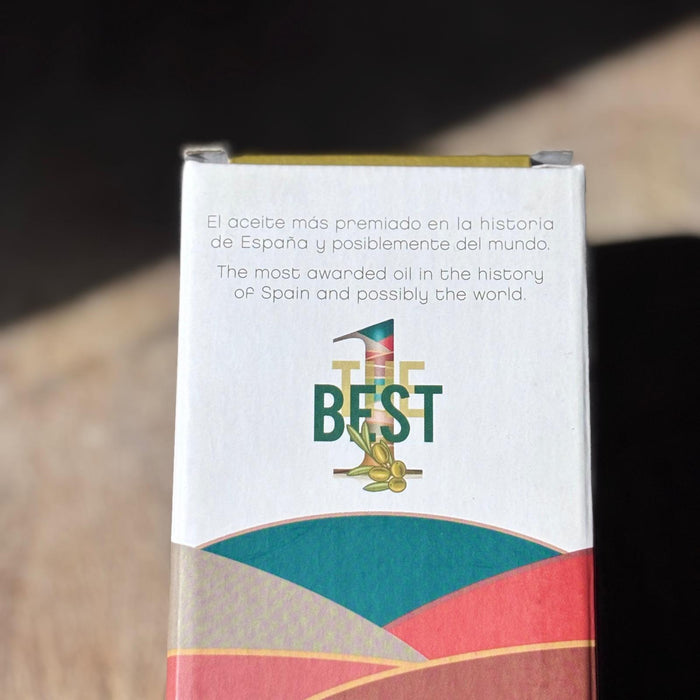 El aceite más premiado en la historia
de España y posiblemente del mundo.
The most awarded oil in the history
of Spain and possibly the world.
1
THE
BEST